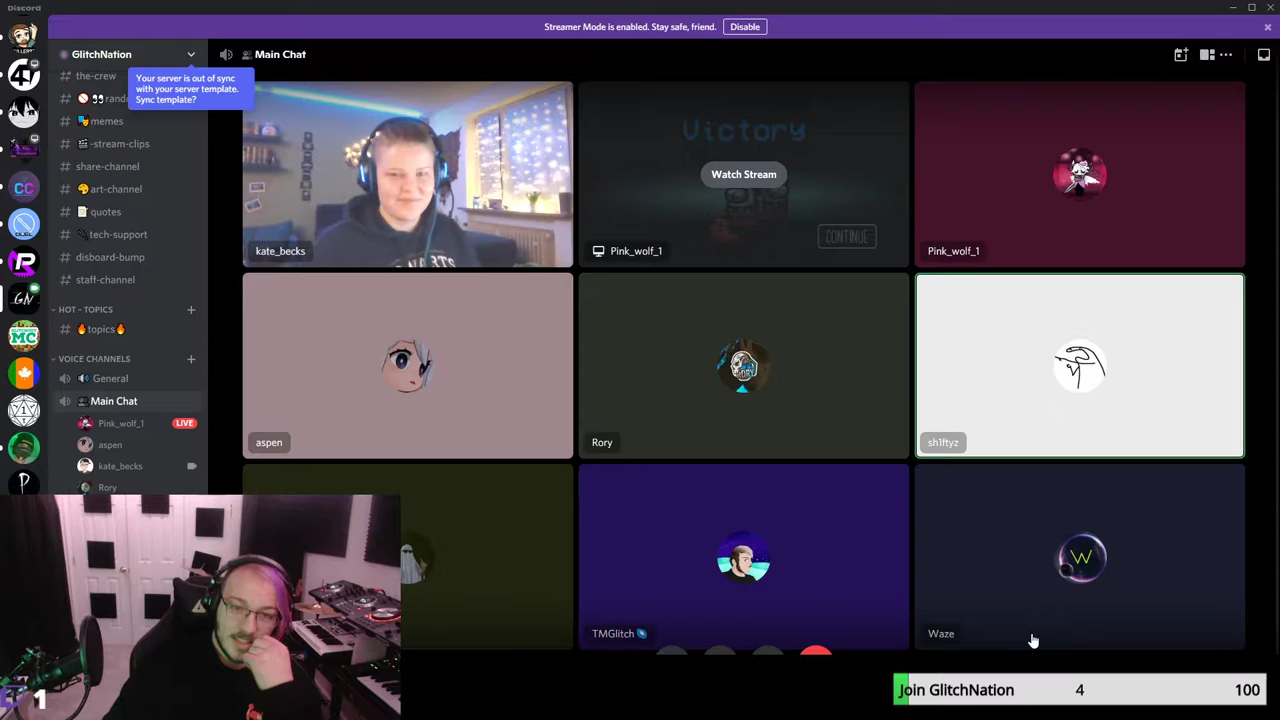 Discord
Streamer Mode is enabled. Stay safe, friend. Disable
GlitchNation
Main Chat
the-crew
Your server is out of sync
with your server template.
Sync template?
memes
-stream-clips
share-channel
art-channel
quotes
tech-support
disboard-bump
staff-channel
HOT - TOPICS
topics
VOICE CHANNELS
General
Main Chat
Pink_wolf_1 LIVE
aspen
kate_becks
Rory
kate_becks
Victory
Watch Stream
CONTINUE
Pink_wolf_1
Pink_wolf_1
aspen
Rory
sh1ftyz
TMGlitch
W
Waze
1
Join GlitchNation 4 100